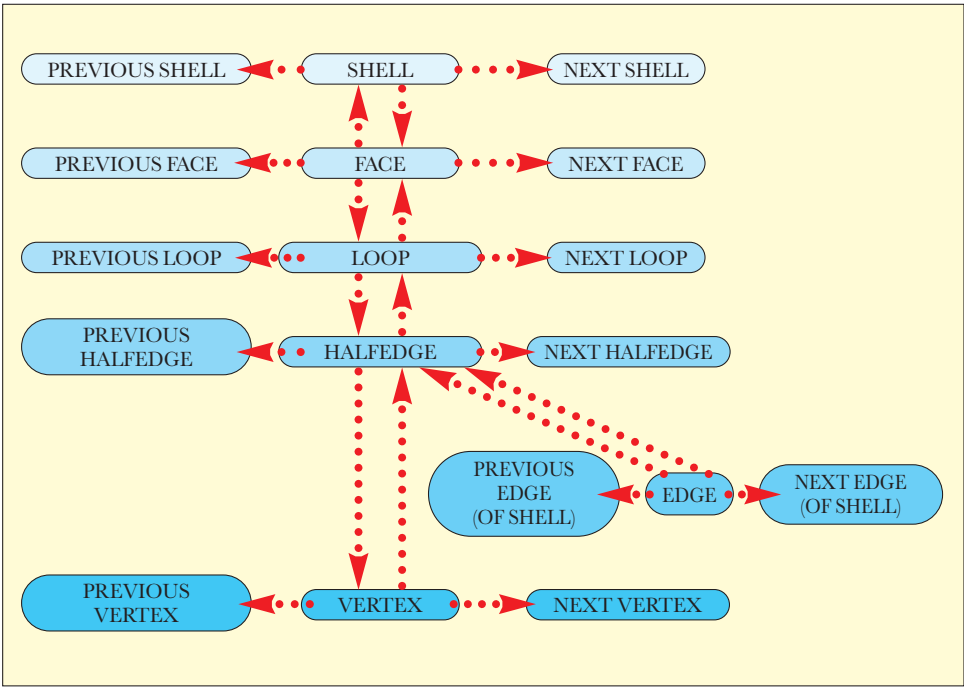 PREVIOUS SHELL
SHELL
NEXT SHELL
PREVIOUS FACE
FACE
NEXT FACE
PREVIOUS LOOP
LOOP
NEXT LOOP
PREVIOUS
HALFEDGE
HALFEDGE
NEXT HALFEDGE
PREVIOUS
EDGE
(OF SHELL)
EDGE
NEXT EDGE
(OF SHELL)
PREVIOUS
VERTEX
VERTEX
NEXT VERTEX